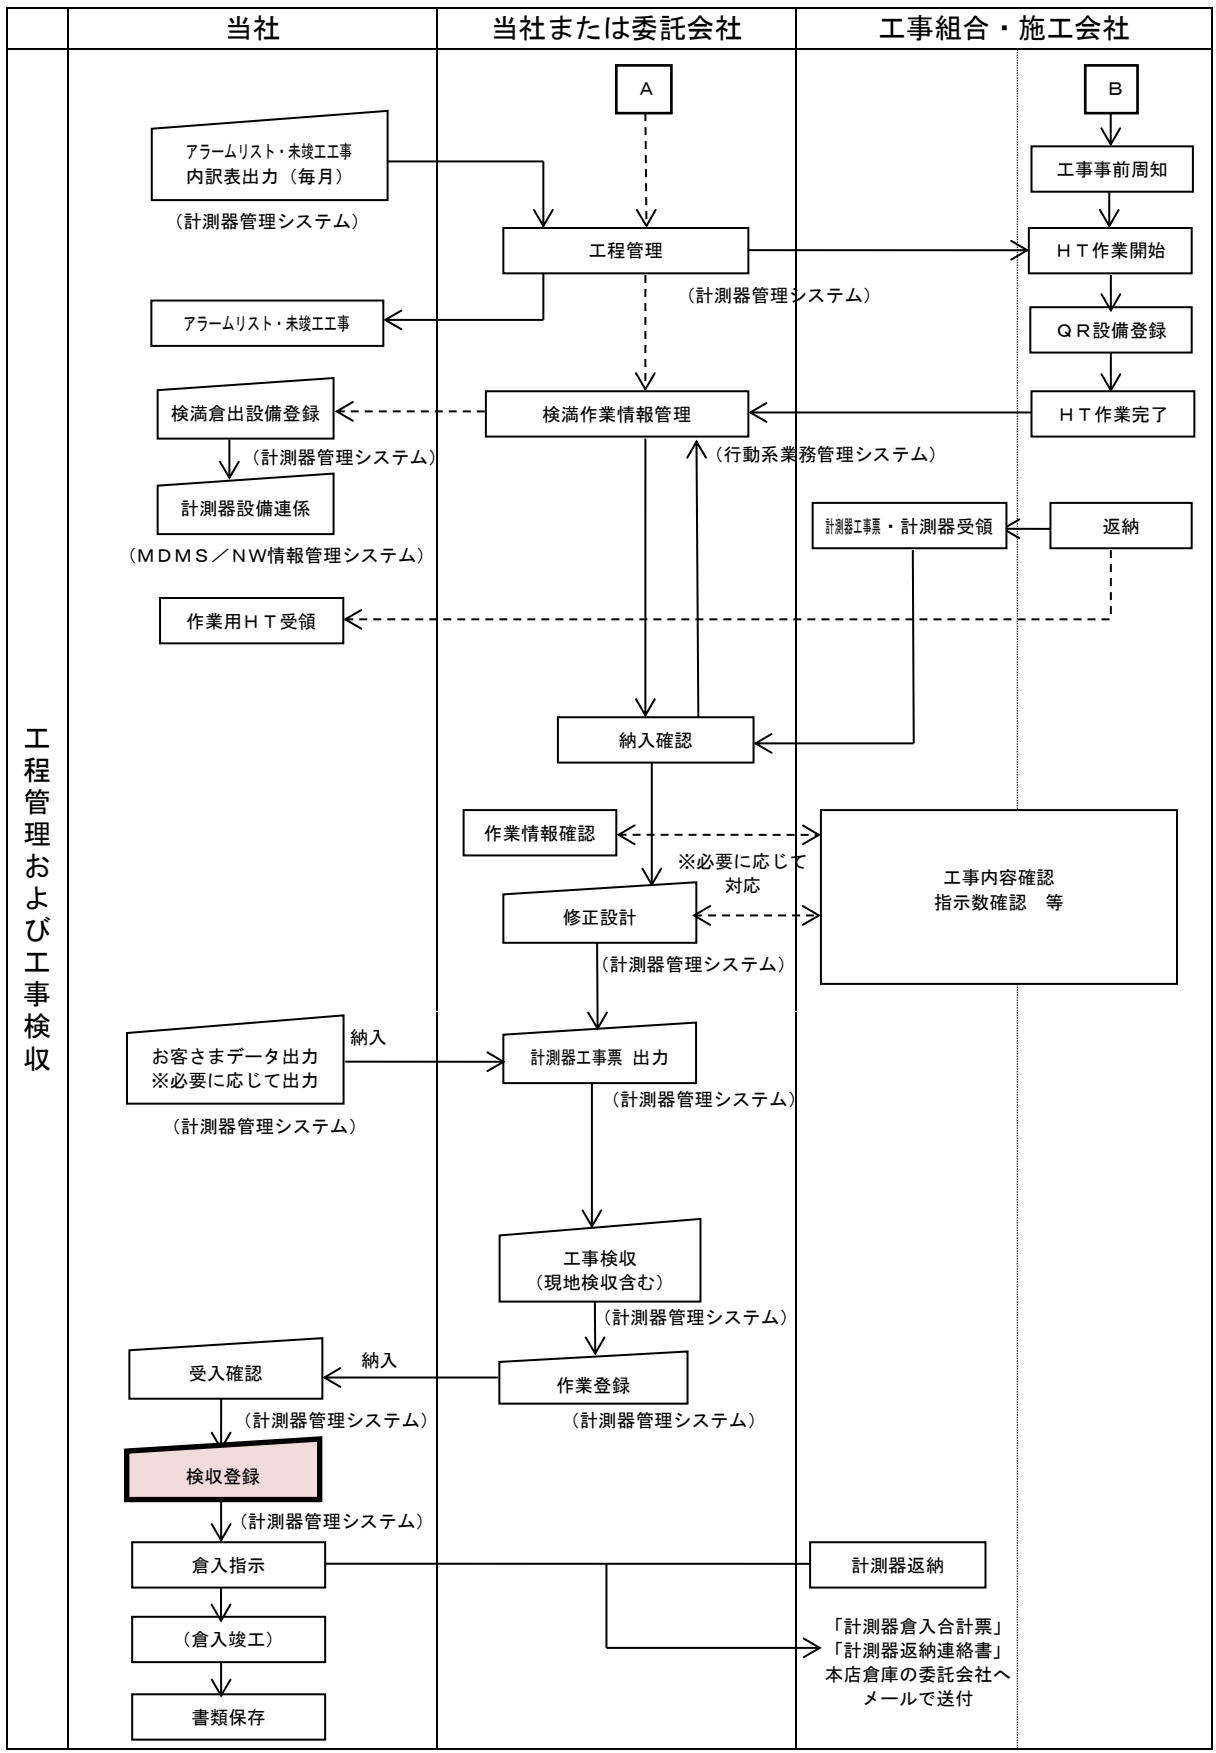 当社
当社または委託会社
工事組合・施工会社
工程管理および工事検収
A
B
アラームリスト・未竣工工事
内訳表出力（毎月）
（計測器管理システム）
工事事前周知
工程管理
（計測器管理システム）
ＨＴ作業開始
アラームリスト・未竣工工事
ＱＲ設備登録
検満倉出設備登録
（計測器管理システム）
検満作業情報管理
（行動系業務管理システム）
ＨＴ作業完了
計測器設備連係
（ＭＤＭＳ／ＮＷ情報管理システム）
計測器工事票・計測器受領
返納
作業用ＨＴ受領
納入確認
作業情報確認
※必要に応じて
対応
工事内容確認
指示数確認　等
修正設計
（計測器管理システム）
お客さまデータ出力
※必要に応じて出力
（計測器管理システム）
納入
計測器工事票 出力
（計測器管理システム）
工事検収
（現地検収含む）
（計測器管理システム）
受入確認
（計測器管理システム）
納入
作業登録
（計測器管理システム）
検収登録
（計測器管理システム）
倉入指示
計測器返納
（倉入竣工）
「計測器倉入合計票」
「計測器返納連絡書」
本店倉庫の委託会社へ
メールで送付
書類保存